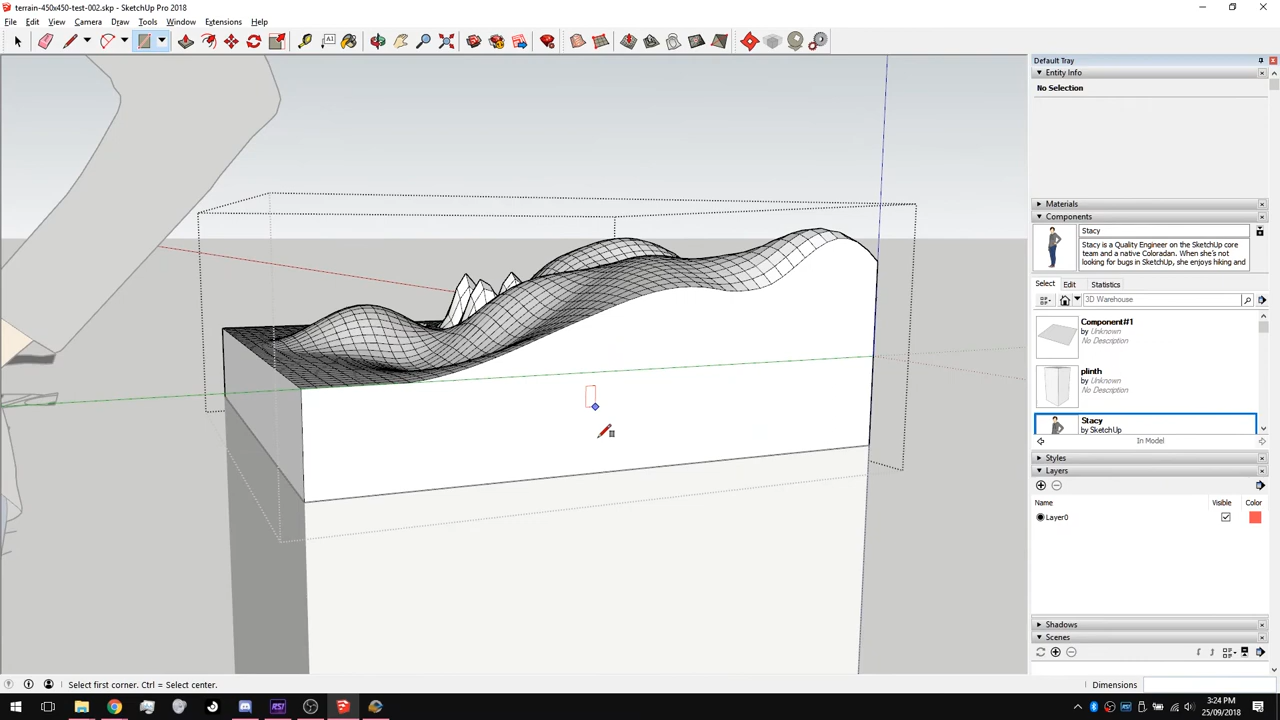 terrain-450x450-test-002.skp - SketchUp Pro 2018
File Edit View Camera Draw Tools Window Extensions Help
Default Tray
Entity Info
No Selection
Materials
Components
Stacy
Stacy is a Quality Engineer on the SketchUp core
team and a native Coloradan. When she's not
looking for bugs in SketchUp, she enjoys hiking and
Select Edit Statistics
3D Warehouse
Component#1
by Unknown
No Description
plinth
by Unknown
No Description
Stacy
by SketchUp
In Model
Styles
Layers
Name Visible Color
Layer0
Shadows
Scenes
Select first corner. Ctrl = Select center.
Dimensions
RS!
3:24 PM
25/09/2018